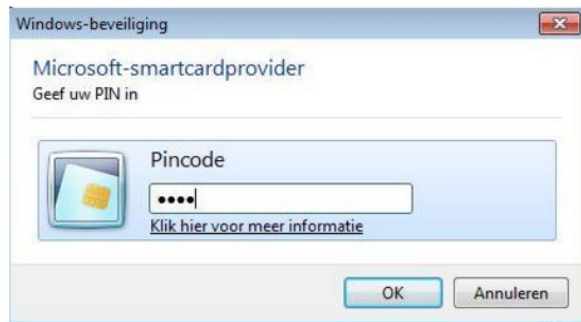 Windows-beveiliging
Microsoft-smartcardprovider
Geef uw PIN in
Pincode
••••
Klik hier voor meer informatie
OK
Annuleren